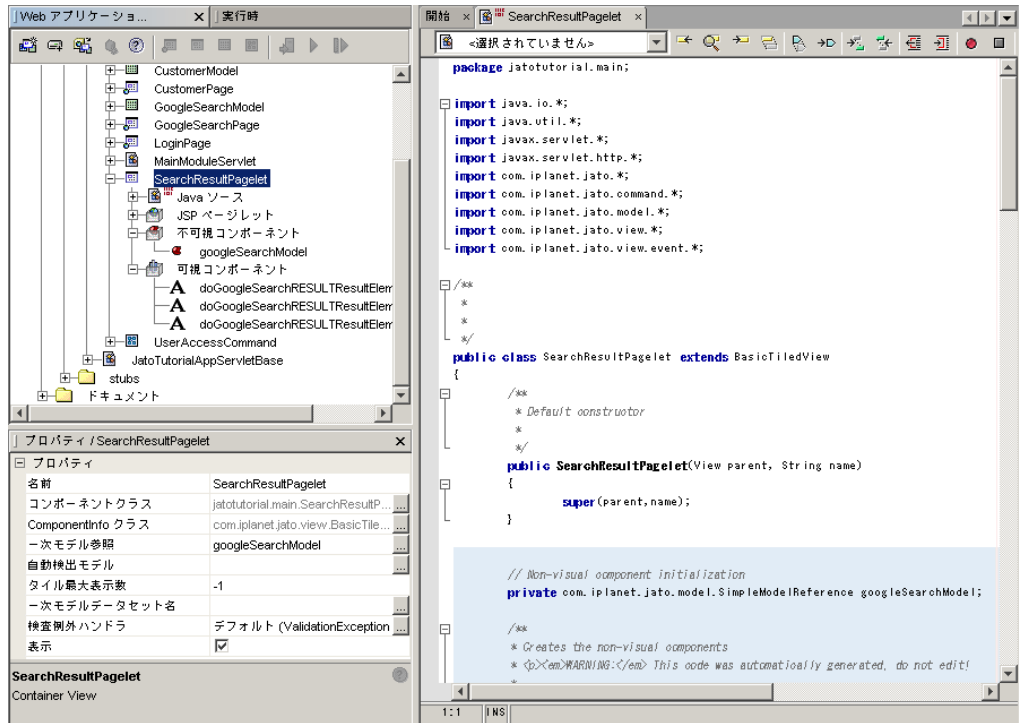 Web アプリケーショ...
実行時
CustomerModel
CustomerPage
GoogleSearchModel
GoogleSearchPage
LoginPage
MainModuleServlet
SearchResultPagelet
Java ソース
JSP ページレット
不可視コンポーネント
googleSearchModel
可視コンポーネント
doGoogleSearchRESULTResultElem
doGoogleSearchRESULTResultElem
doGoogleSearchRESULTResultElem
UserAccessCommand
JatoTutorialAppServletBase
stubs
ドキュメント
プロパティ / SearchResultPagelet
プロパティ
名前 SearchResultPagelet
コンポーネントクラス jatotutorial.main.SearchResultP... ...
ComponentInfo クラス com.iplanet.jato.view.BasicTile... ...
一次モデル参照 googleSearchModel ...
自動検出モデル ...
タイル最大表示数 -1
一次モデルデータセット名 ...
検査例外ハンドラ デフォルト (ValidationException ...
表示
SearchResultPagelet
Container View
開始
SearchResultPagelet
<選択されていません>
package jatotutorial.main;
import java.io.*;
import java.util.*;
import javax.servlet.*;
import javax.servlet.http.*;
import com.iplanet.jato.*;
import com.iplanet.jato.command.*;
import com.iplanet.jato.model.*;
import com.iplanet.jato.view.*;
import com.iplanet.jato.view.event.*;
/**
*
*
*/
public class SearchResultPagelet extends BasicTiledView
{
/**
* Default constructor
*
*/
public SearchResultPagelet(View parent, String name)
{
super(parent,name);
}
// Non-visual component initialization
private com.iplanet.jato.model.SimpleModelReference googleSearchModel;
/**
* Creates the non-visual components
* <p><em>WARNING:</em> This code was automatically generated, do not edit!
*
1:1 INS